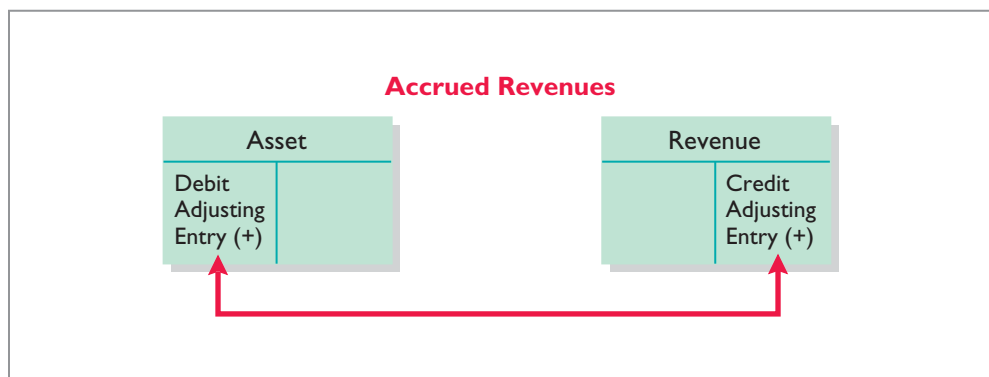 Accrued Revenues
Asset
Debit
Adjusting
Entry (+)
Revenue
Credit
Adjusting
Entry (+)